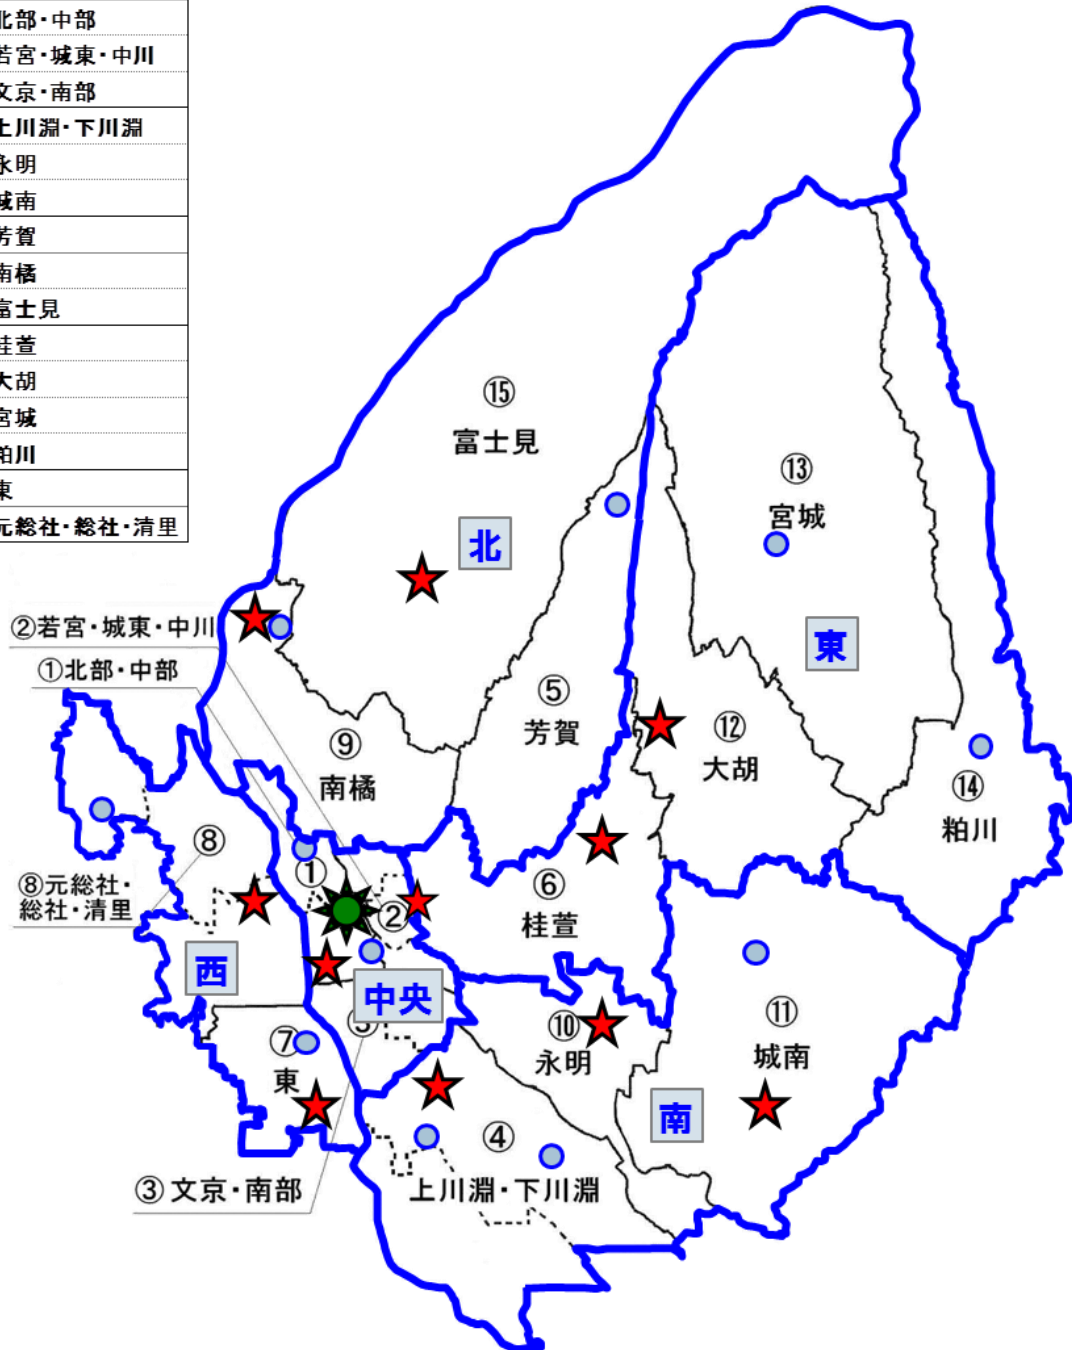 北部・中部
若宮・城東・中川
文京・南部
上川淵・下川淵
永明
城南
芳賀
南橘
富士見
桂萱
大胡
宮城
粕川
東
元総社・総社・清里
⑮
富士見
⑬
宮城
北
②若宮・城東・中川
①北部・中部
東
⑤
芳賀
⑫
大胡
⑨
南橘
⑭
粕川
⑧
①
⑧元総社・
総社・清里
②
⑥
桂萱
西
中央
③
⑦
東
⑩
永明
⑪
城南
南
④
上川淵・下川淵
③文京・南部